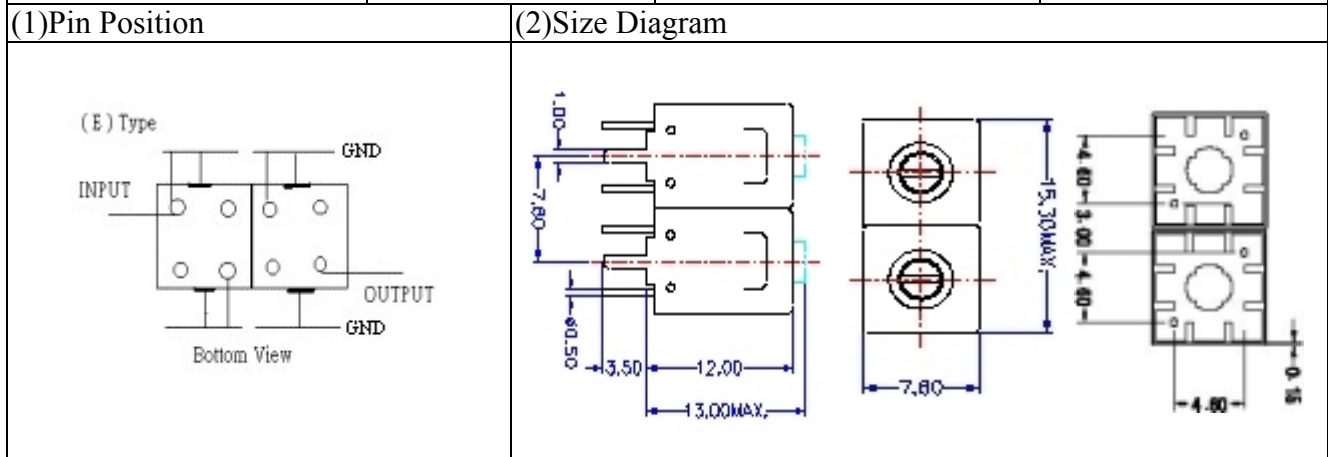 (1)Pin Position
(2)Size Diagram
( E ) Type
GND
INPUT
OUTPUT
GND
Bottom View
1.00
7.60
ø0.50
3.50
12.00
13.00MAX.
15.30MAX.
7.60
4.60
3.00
4.60
4.60
0.15